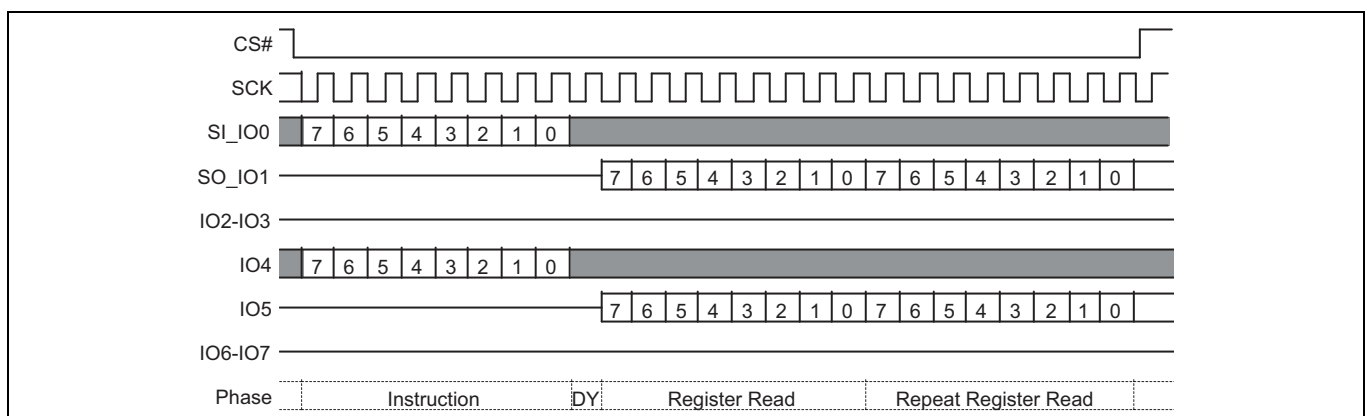 CS#
SCK
SI_IO0 7 6 5 4 3 2 1 0
SO_IO1 7 6 5 4 3 2 1 0 7 6 5 4 3 2 1 0
IO2-IO3
IO4 7 6 5 4 3 2 1 0
IO5 7 6 5 4 3 2 1 0 7 6 5 4 3 2 1 0
IO6-IO7
Phase Instruction DY Register Read Repeat Register Read